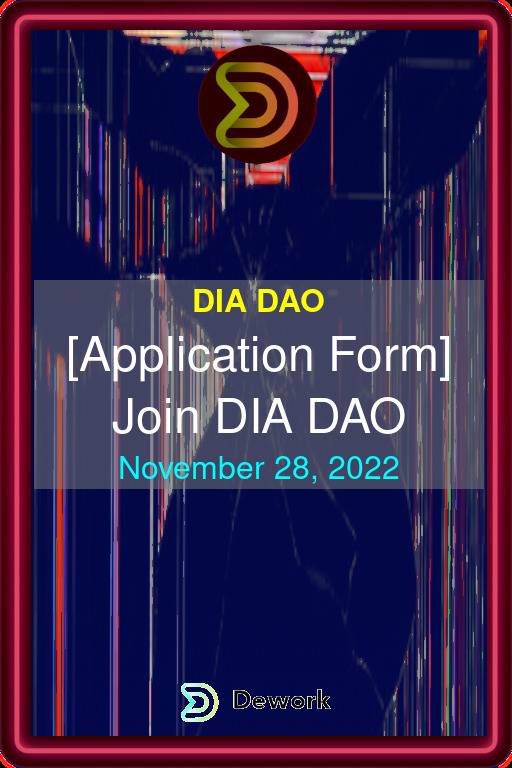 DIA DAO
[Application Form]
Join DIA DAO
November 28, 2022
Dework